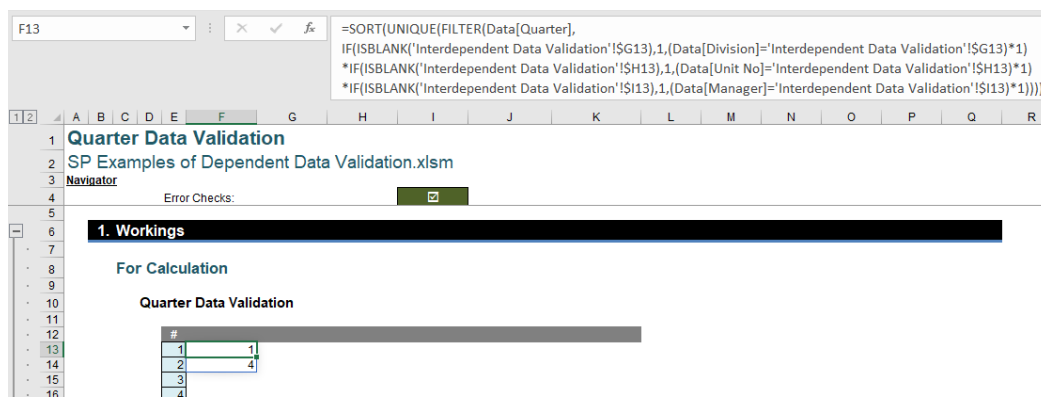 F13
fx
=SORT(UNIQUE(FILTER(Data[Quarter],
IF(ISBLANK('Interdependent Data Validation'!$G13),1,(Data[Division]='Interdependent Data Validation'!$G13)*1)
*IF(ISBLANK('Interdependent Data Validation'!$H13),1,(Data[Unit No]='Interdependent Data Validation'!$H13)*1)
*IF(ISBLANK('Interdependent Data Validation'!$I13),1,(Data[Manager]='Interdependent Data Validation'!$I13)*1))))
1 2 A B C D E F G H I J K L M N O P Q R
1 Quarter Data Validation
2 SP Examples of Dependent Data Validation.xlsm
3 Navigator
4 Error Checks:
5
6 1. Workings
7
8 For Calculation
9
10 Quarter Data Validation
11
12 #
13 1 1
14 2 4
15 3
16 4